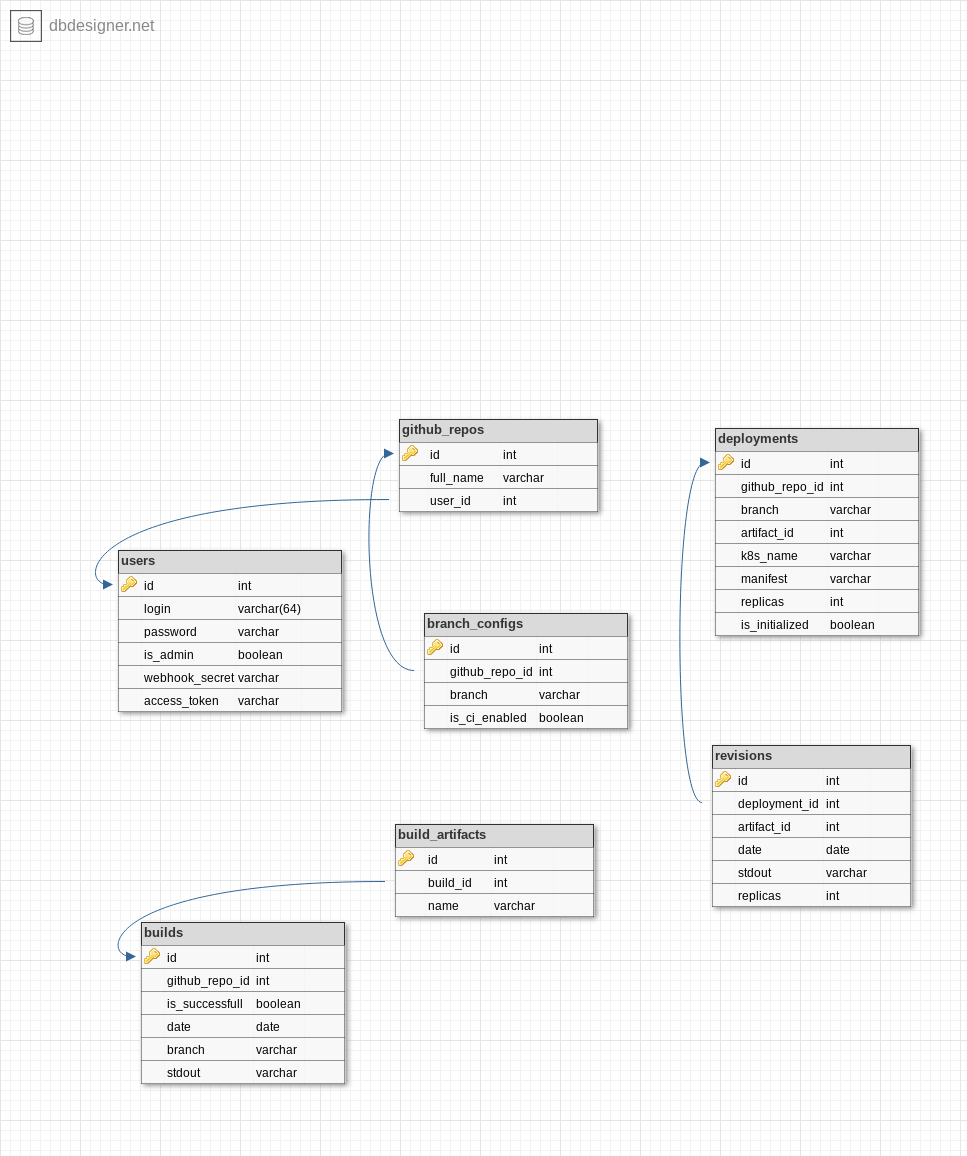 dbdesigner.net
github_repos
id int
full_name varchar
user_id int
deployments
id int
github_repo_id int
branch varchar
artifact_id int
k8s_name varchar
manifest varchar
replicas int
is_initialized boolean
users
id int
login varchar(64)
password varchar
is_admin boolean
webhook_secret varchar
access_token varchar
branch_configs
id int
github_repo_id int
branch varchar
is_ci_enabled boolean
revisions
id int
deployment_id int
artifact_id int
date date
stdout varchar
replicas int
build_artifacts
id int
build_id int
name varchar
builds
id int
github_repo_id int
is_successfull boolean
date date
branch varchar
stdout varchar